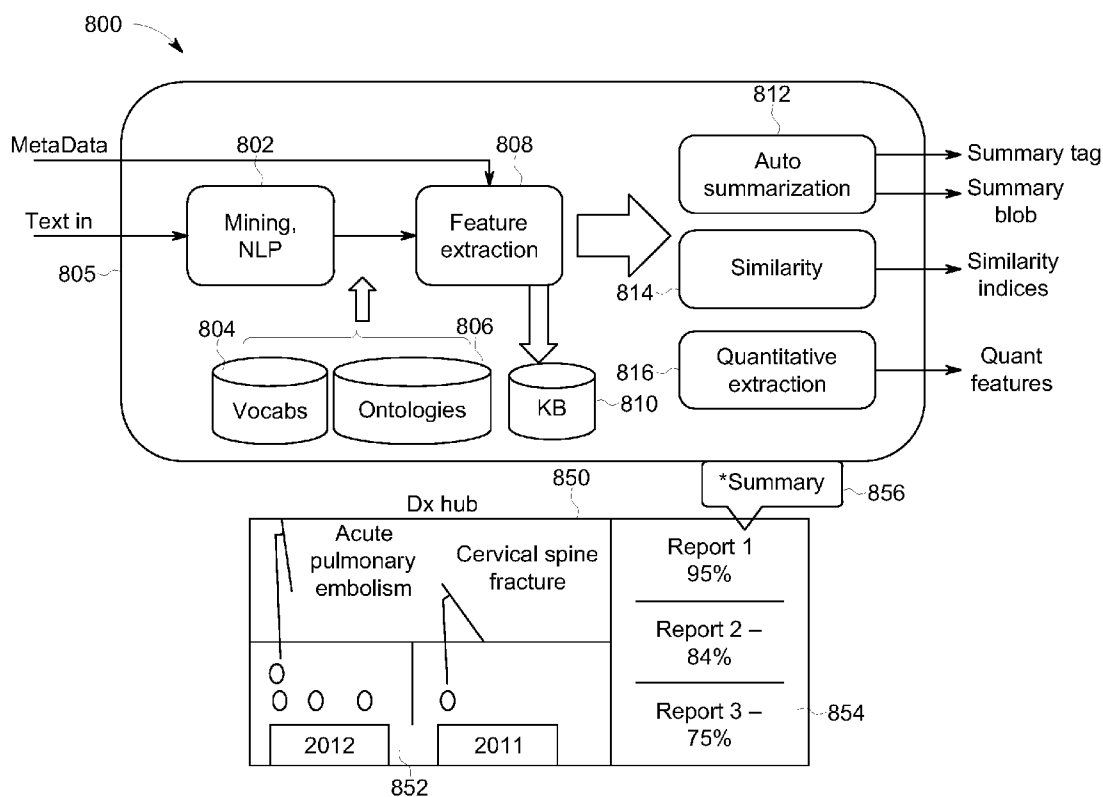 800
812
MetaData
802
808
Auto
summarization
Summary tag
Summary
blob
Text in
Mining,
NLP
Feature
extraction
805
Similarity
814
Similarity
indices
804
806
Vocabs
Ontologies
KB
810
816
Quantitative
extraction
Quant
features
*Summary
856
850
Dx hub
Acute
pulmonary
embolism
Cervical spine
fracture
Report 1
95%
Report 2 –
84%
Report 3 –
75%
854
2012
2011
852